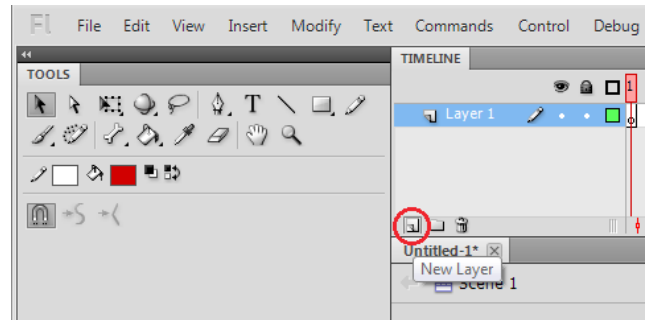 Fl File Edit View Insert Modify Text Commands Control Debug
TOOLS
TIMELINE
1
Layer 1
T
Untitled-1*
New Layer
Scene 1